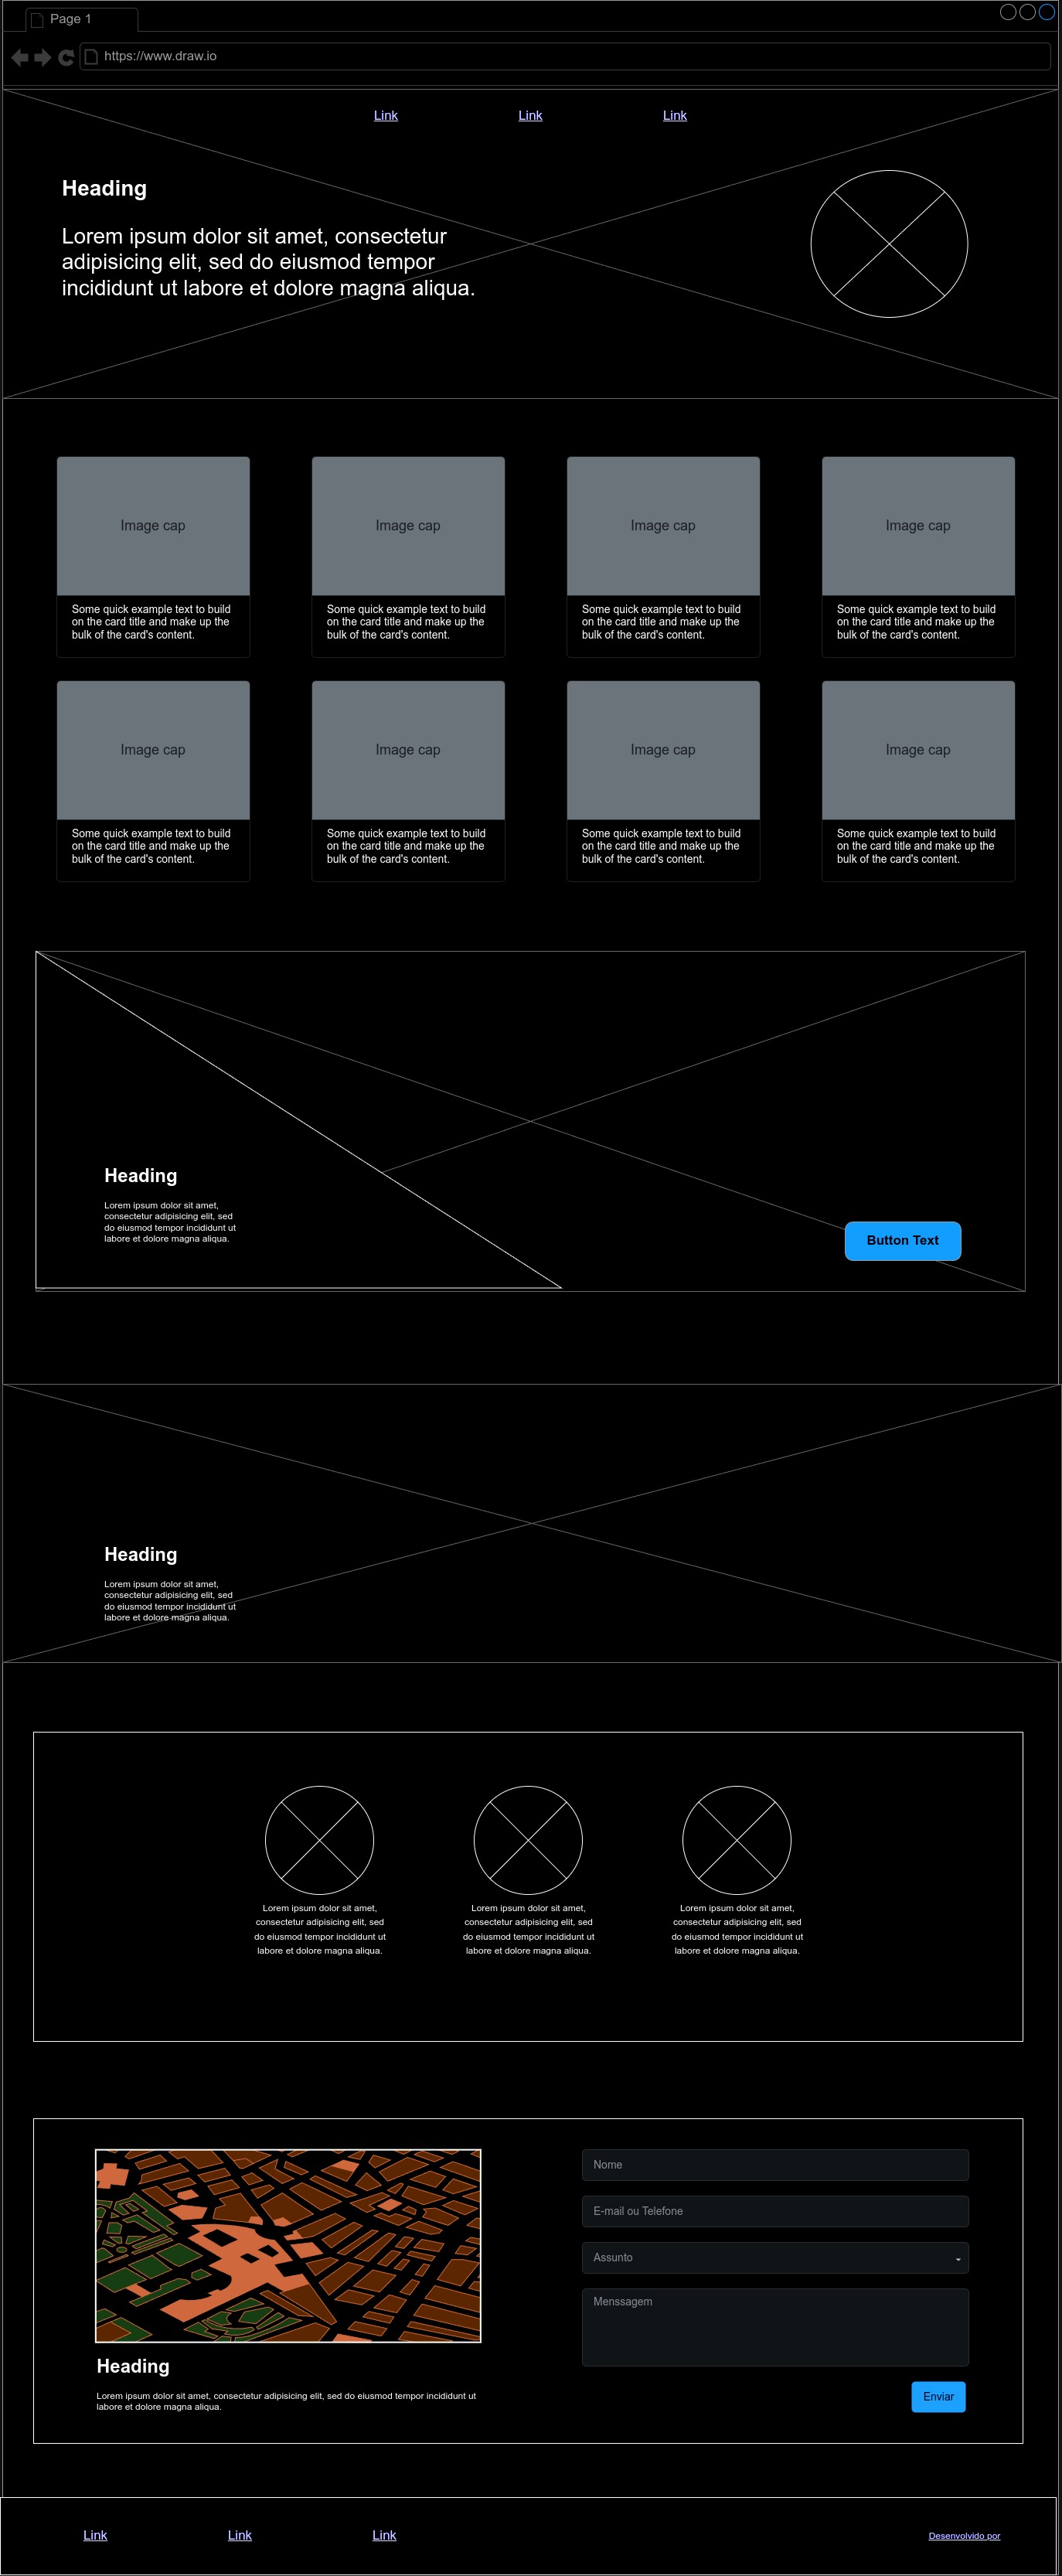 Page 1
https://www.draw.io
Link Link Link
Heading
Lorem ipsum dolor sit amet, consectetur
adipisicing elit, sed do eiusmod tempor
incididunt ut labore et dolore magna aliqua.
Image cap Image cap Image cap Image cap
Some quick example text to build
on the card title and make up the
bulk of the card's content.
Some quick example text to build
on the card title and make up the
bulk of the card's content.
Some quick example text to build
on the card title and make up the
bulk of the card's content.
Some quick example text to build
on the card title and make up the
bulk of the card's content.
Image cap Image cap Image cap Image cap
Some quick example text to build
on the card title and make up the
bulk of the card's content.
Some quick example text to build
on the card title and make up the
bulk of the card's content.
Some quick example text to build
on the card title and make up the
bulk of the card's content.
Some quick example text to build
on the card title and make up the
bulk of the card's content.
Heading
Lorem ipsum dolor sit amet,
consectetur adipisicing elit, sed
do eiusmod tempor incididunt ut
labore et dolore magna aliqua.
Button Text
Heading
Lorem ipsum dolor sit amet,
consectetur adipisicing elit, sed
do eiusmod tempor incididunt ut
labore et dolore magna aliqua.
Lorem ipsum dolor sit amet,
consectetur adipisicing elit, sed
do eiusmod tempor incididunt ut
labore et dolore magna aliqua.
Lorem ipsum dolor sit amet,
consectetur adipisicing elit, sed
do eiusmod tempor incididunt ut
labore et dolore magna aliqua.
Lorem ipsum dolor sit amet,
consectetur adipisicing elit, sed
do eiusmod tempor incididunt ut
labore et dolore magna aliqua.
Heading
Lorem ipsum dolor sit amet, consectetur adipisicing elit, sed do eiusmod tempor incididunt ut
labore et dolore magna aliqua.
Nome
E-mail ou Telefone
Assunto
Menssagem
Enviar
Link Link Link Desenvolvido por